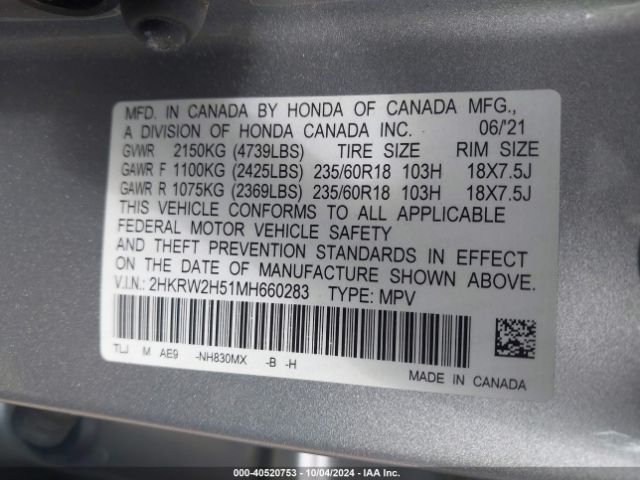 MFD. IN CANADA BY HONDA OF CANADA MFG.,
A DIVISION OF HONDA CANADA INC. 06/'21
GVWR 2150KG (4739LBS) TIRE SIZE RIM SIZE
GAWR F 1100KG (2425LBS) 235/60R18 103H 18X7.5J
GAWR R 1075KG (2369LBS) 235/60R18 103H 18X7.5J
THIS VEHICLE CONFORMS TO ALL APPLICABLE
FEDERAL MOTOR VEHICLE SAFETY
AND THEFT PREVENTION STANDARDS IN EFFECT
ON THE DATE OF MANUFACTURE SHOWN ABOVE.
V.I.N.: 2HKRW2H51MH660283 TYPE: MPV
TLJ M AE9 -NH830MX -B -H
MADE IN CANADA
000-40520753 - 10/04/2024 - IAA Inc.